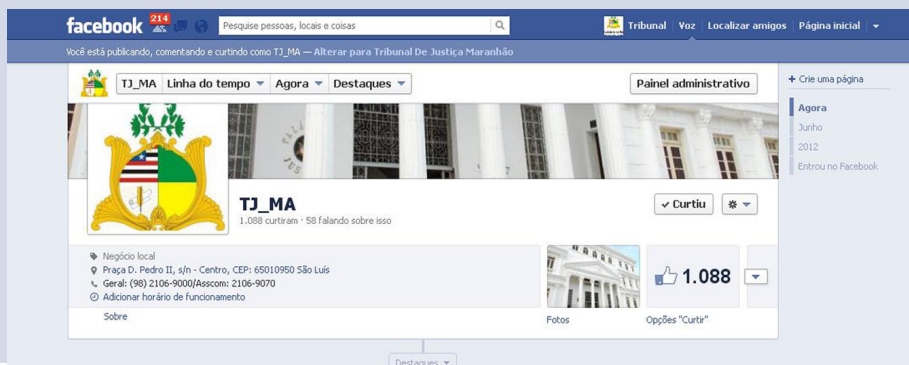 facebook
214
Pesquise pessoas, locais e coisas
Tribunal
Voz
Localizar amigos
Página inicial
Você está publicando, comentando e curtindo como TJ_MA — Alterar para Tribunal De Justiça Maranhão
TJ_MA
Linha do tempo
Agora
Destaques
Painel administrativo
+ Crie uma página
Agora
Junho
2012
Entrou no Facebook
TJ_MA
1.088 curtiram · 58 falando sobre isso
✓ Curtiu
Negócio local
Praça D. Pedro II, s/n - Centro, CEP: 65010950 São Luís
Geral: (98) 2106-9000/Asscom: 2106-9070
Adicionar horário de funcionamento
Sobre
1.088
Fotos
Opções "Curtir"
Destaques